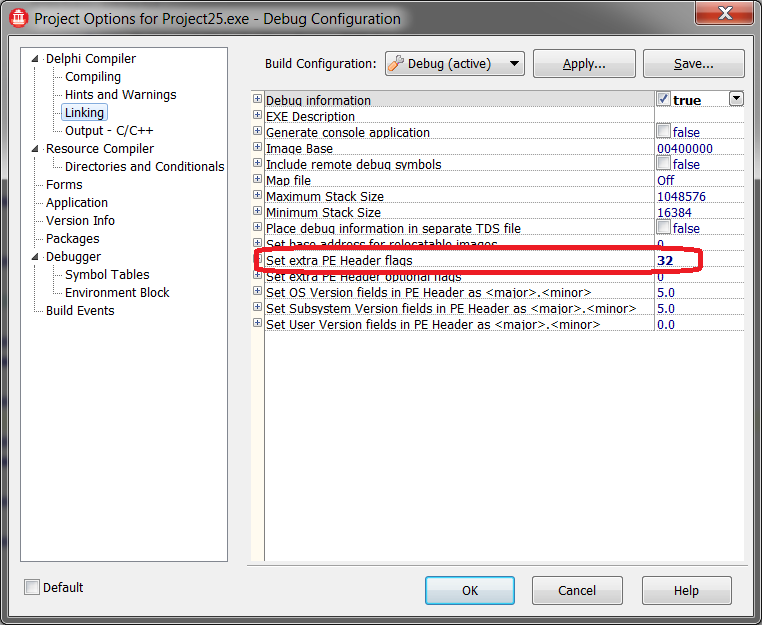 Project Options for Project25.exe - Debug Configuration
Delphi Compiler
Compiling
Hints and Warnings
Linking
Output - C/C++
Resource Compiler
Directories and Conditionals
Forms
Application
Version Info
Packages
Debugger
Symbol Tables
Environment Block
Build Events
Build Configuration: Debug (active) Apply... Save...
Debug information true
EXE Description
Generate console application false
Image Base 00400000
Include remote debug symbols false
Map file Off
Maximum Stack Size 1048576
Minimum Stack Size 16384
Place debug information in separate TDS file false
Set base address for relocatable images 0
Set extra PE Header flags 32
Set extra PE Header optional flags 0
Set OS Version fields in PE Header as <major>.<minor> 5.0
Set Subsystem Version fields in PE Header as <major>.<minor> 5.0
Set User Version fields in PE Header as <major>.<minor> 0.0
Default OK Cancel Help